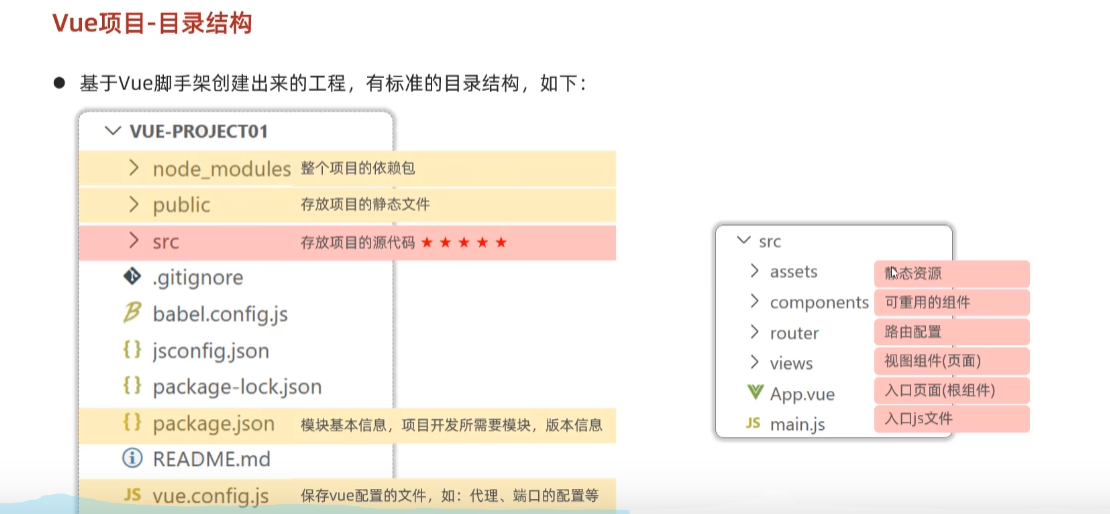 Vue项目-目录结构
● 基于Vue脚手架创建出来的工程，有标准的目录结构，如下：
VUE-PROJECT01
node_modules 整个项目的依赖包
public 存放项目的静态文件
src 存放项目的源代码 ★ ★ ★ ★ ★
.gitignore
babel.config.js
jsconfig.json
package-lock.json
package.json 模块基本信息，项目开发所需要模块，版本信息
README.md
JS vue.config.js 保存vue配置的文件，如：代理、端口的配置等
src
assets 静态资源
components 可重用的组件
router 路由配置
views 视图组件(页面)
App.vue 入口页面(根组件)
JS main.js 入口js文件